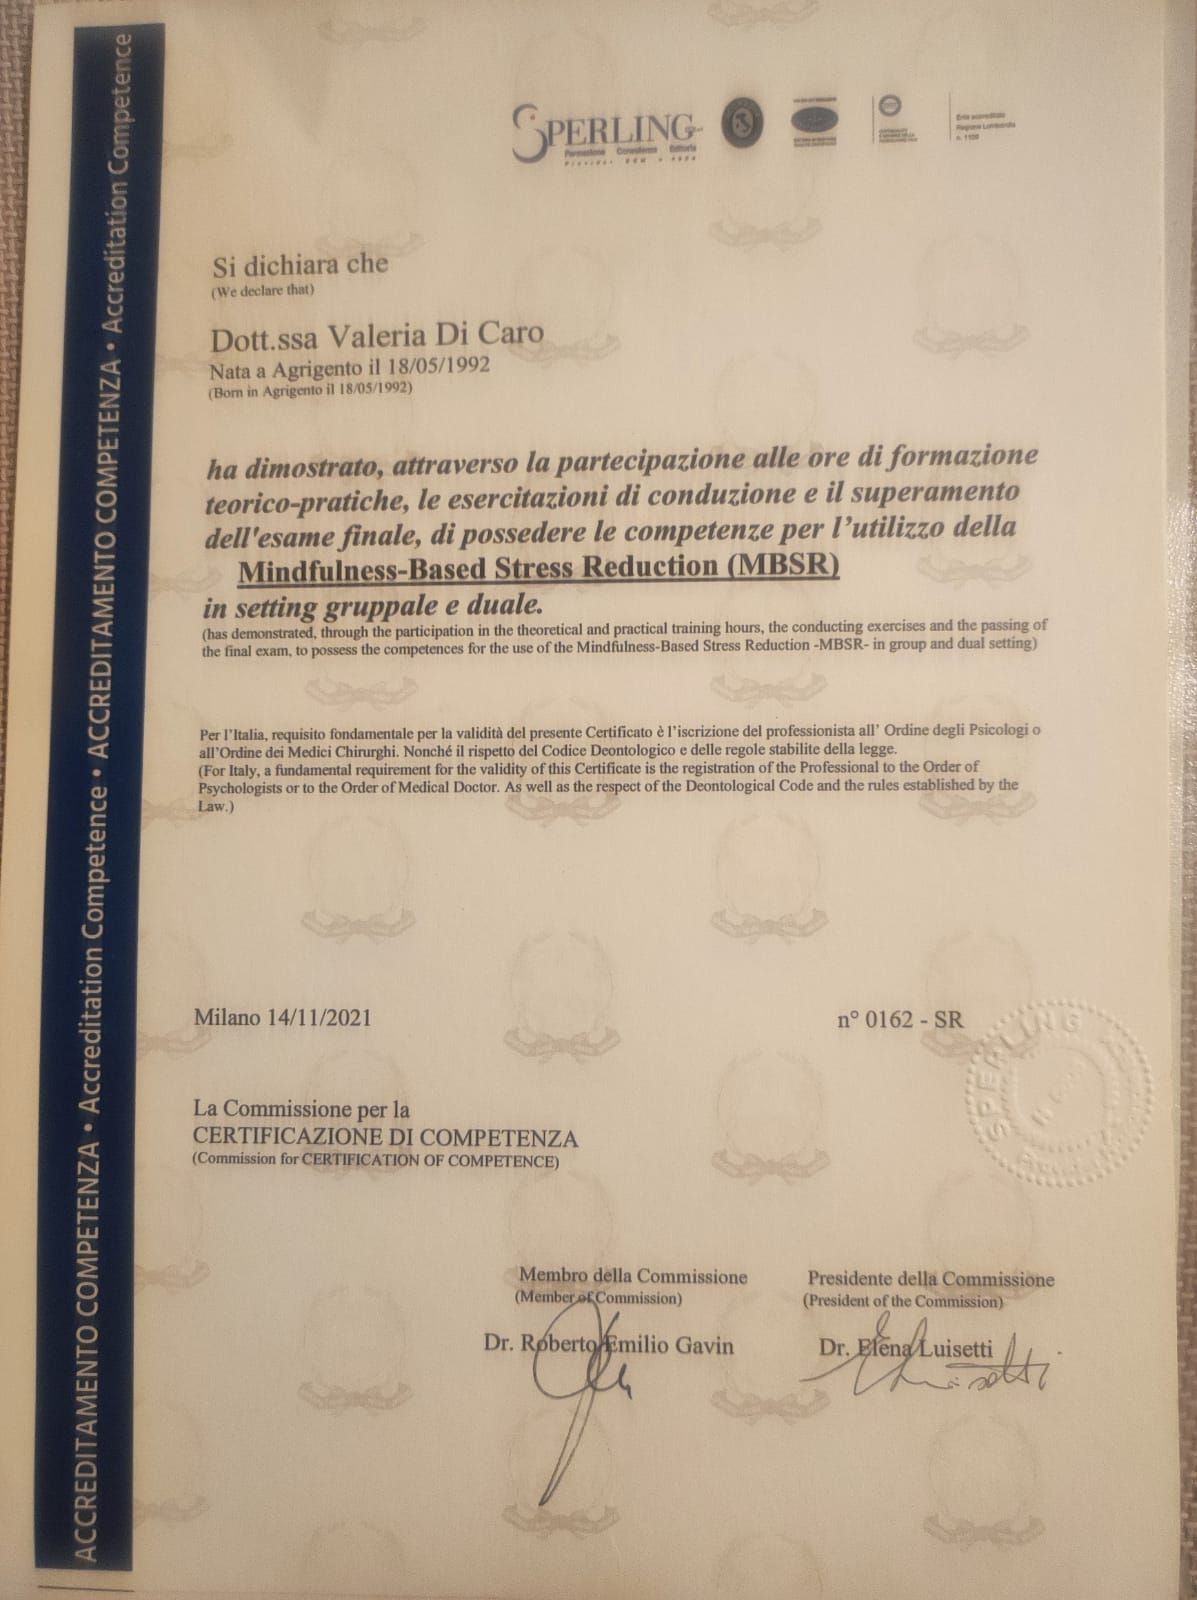 ACCREDITAMENTO COMPETENZA • Accreditation Competence • ACCREDITAMENTO COMPETENZA • Accreditation Competence
SPERLING
Formazione Consulenza Editoria
Ente accreditato
Regione Lombardia
n. 1109
Si dichiara che
(We declare that)
Dott.ssa Valeria Di Caro
Nata a Agrigento il 18/05/1992
(Born in Agrigento il 18/05/1992)
ha dimostrato, attraverso la partecipazione alle ore di formazione
teorico-pratiche, le esercitazioni di conduzione e il superamento
dell'esame finale, di possedere le competenze per l’utilizzo della
Mindfulness-Based Stress Reduction (MBSR)
in setting gruppale e duale.
(has demonstrated, through the participation in the theoretical and practical training hours, the conducting exercises and the passing of
the final exam, to possess the competences for the use of the Mindfulness-Based Stress Reduction -MBSR- in group and dual setting)
Per l’Italia, requisito fondamentale per la validità del presente Certificato è l’iscrizione del professionista all’ Ordine degli Psicologi o
all’Ordine dei Medici Chirurghi. Nonché il rispetto del Codice Deontologico e delle regole stabilite della legge.
(For Italy, a fundamental requirement for the validity of this Certificate is the registration of the Professional to the Order of
Psychologists or to the Order of Medical Doctor. As well as the respect of the Deontological Code and the rules established by the
Law.)
Milano 14/11/2021
n° 0162 - SR
SPERLING
La Commissione per la
CERTIFICAZIONE DI COMPETENZA
(Commission for CERTIFICATION OF COMPETENCE)
Membro della Commissione
(Member of Commission)
Dr. Roberto Emilio Gavin
Presidente della Commissione
(President of the Commission)
Dr. Elena Luisetti